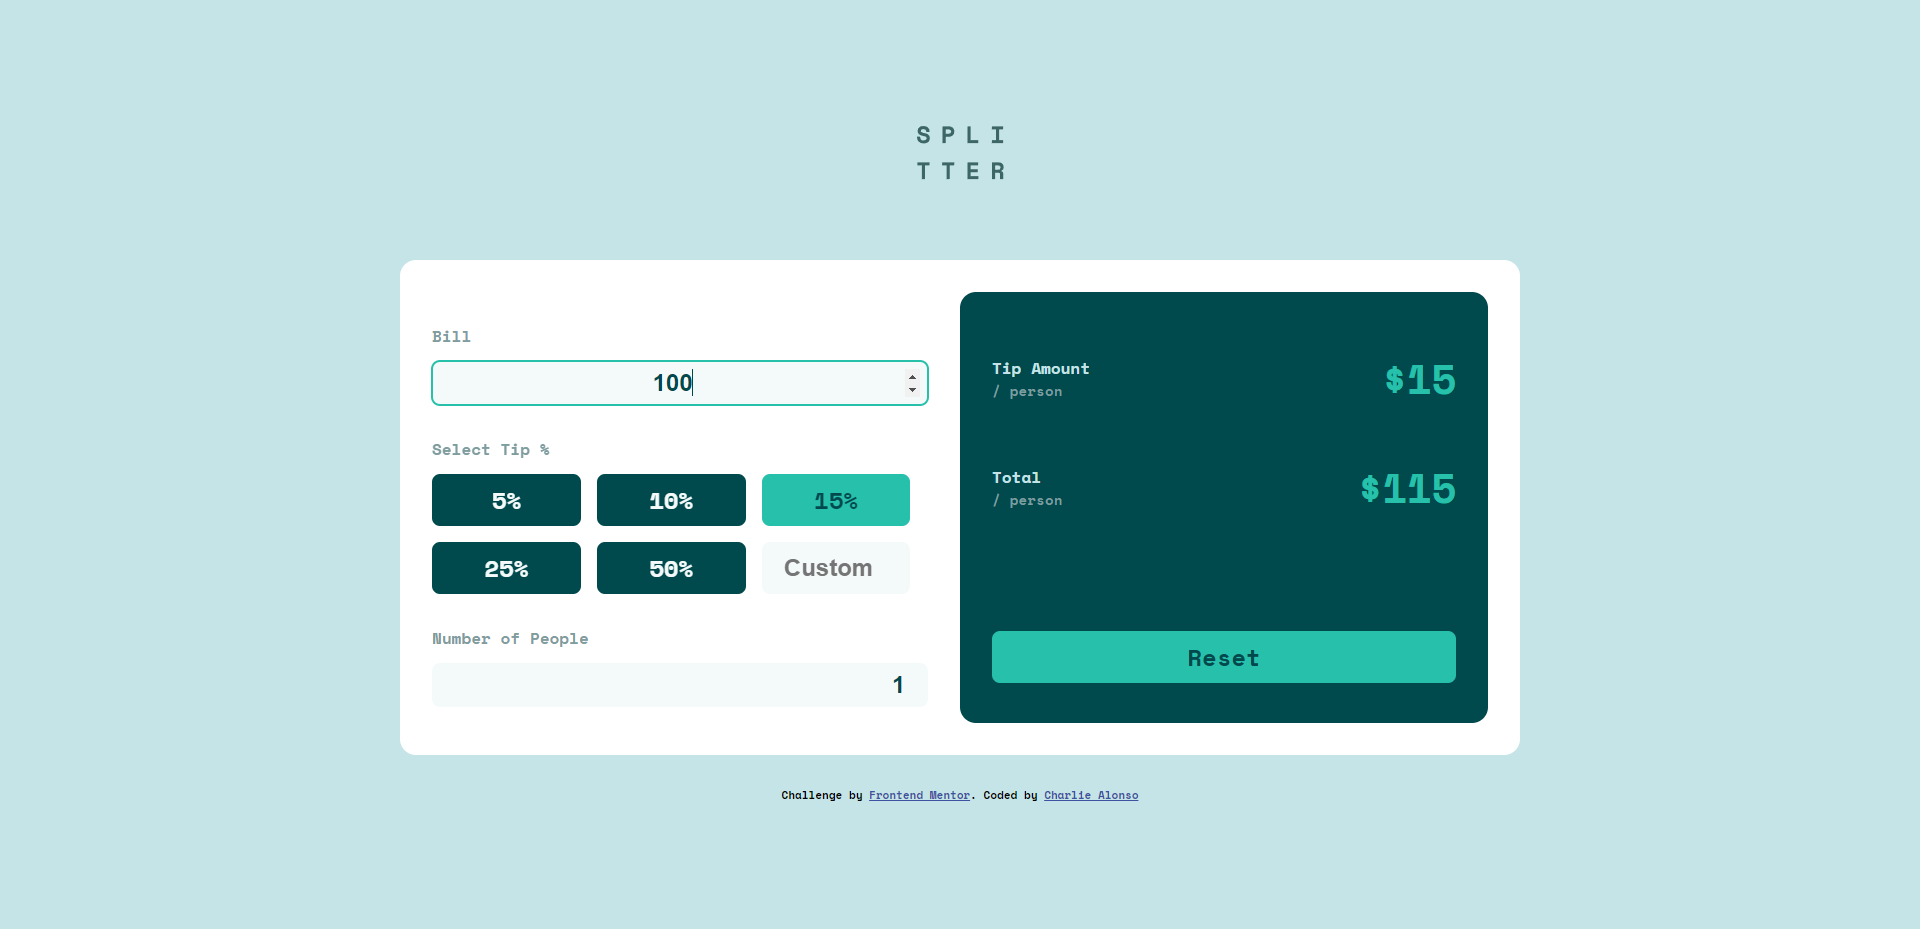 SPLI
TTER
Bill
100
Select Tip %
5%
10%
15%
25%
50%
Custom
Number of People
1
Tip Amount
/ person
$15
Total
/ person
$115
Reset
Challenge by Frontend Mentor. Coded by Charlie Alonso